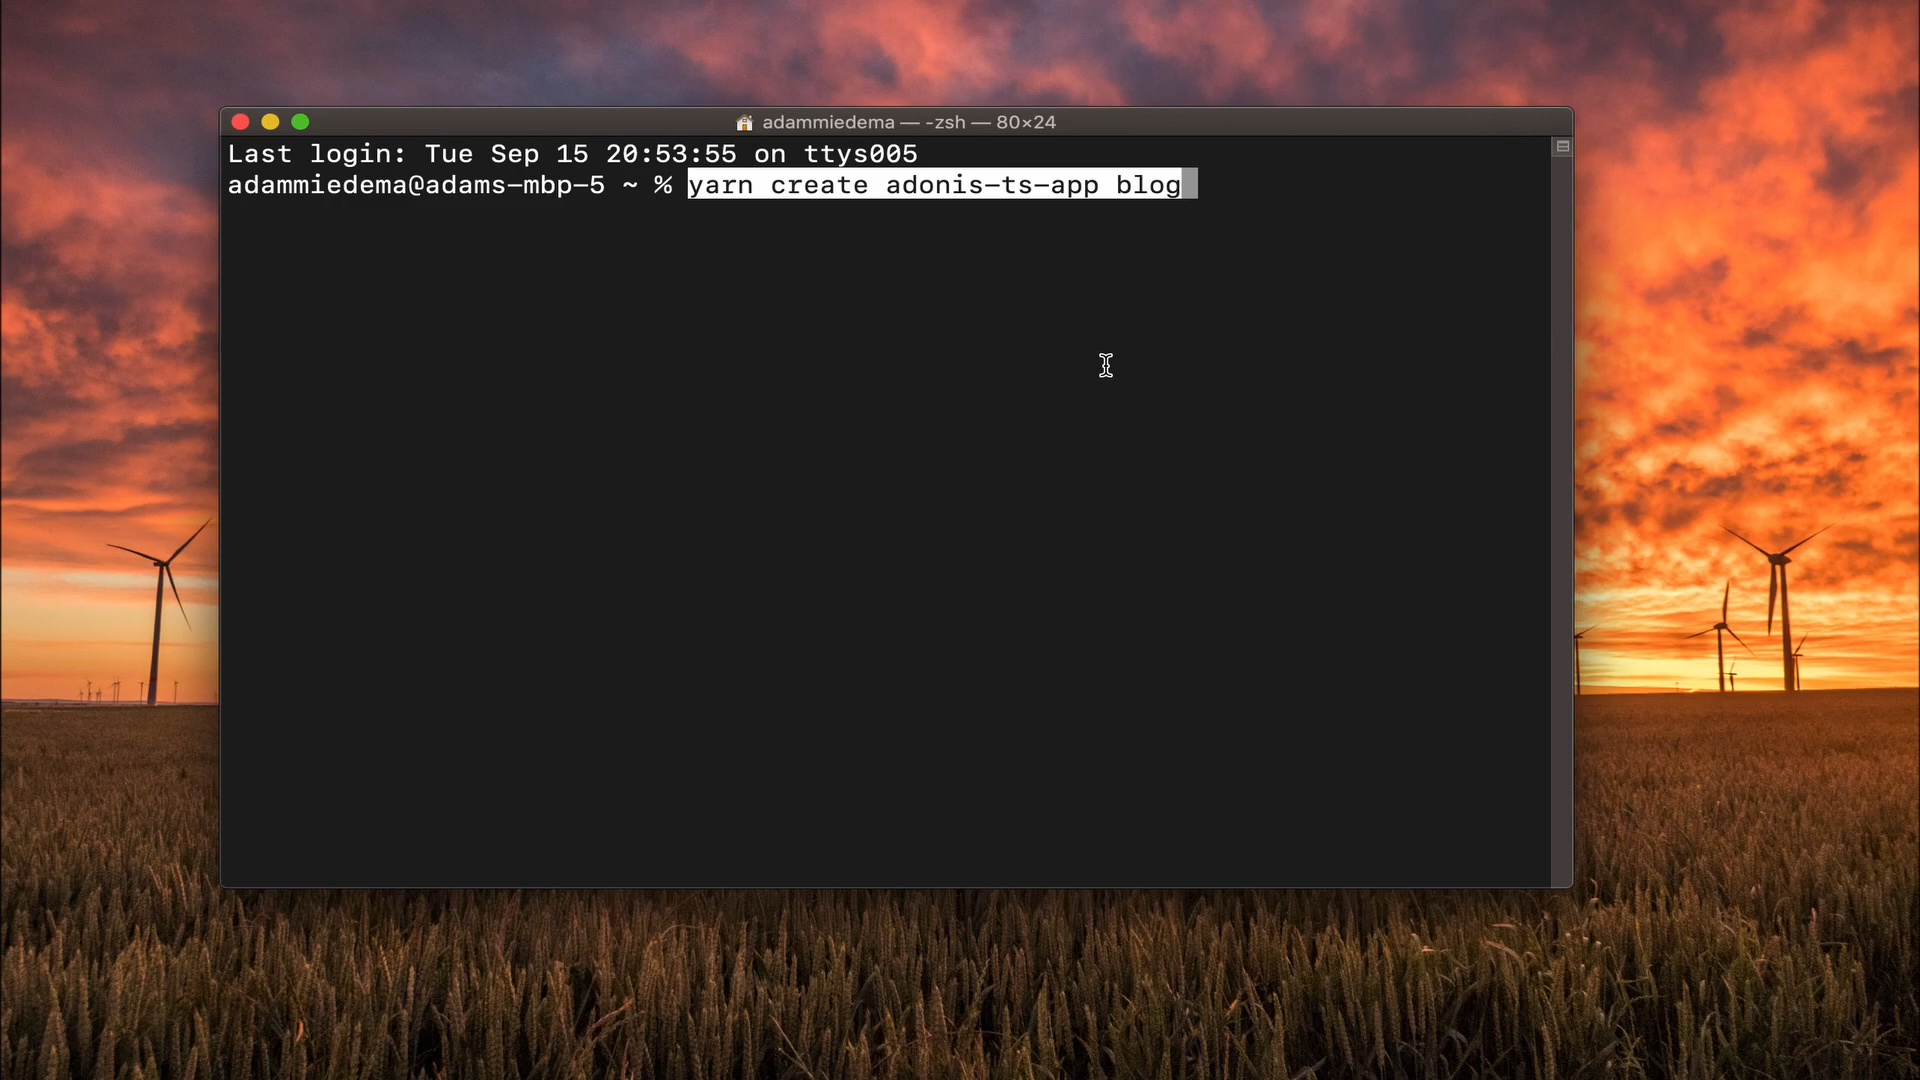 adammiedema — -zsh — 80×24
Last login: Tue Sep 15 20:53:55 on ttys005
adammiedema@adams-mbp-5 ~ % yarn create adonis-ts-app blog